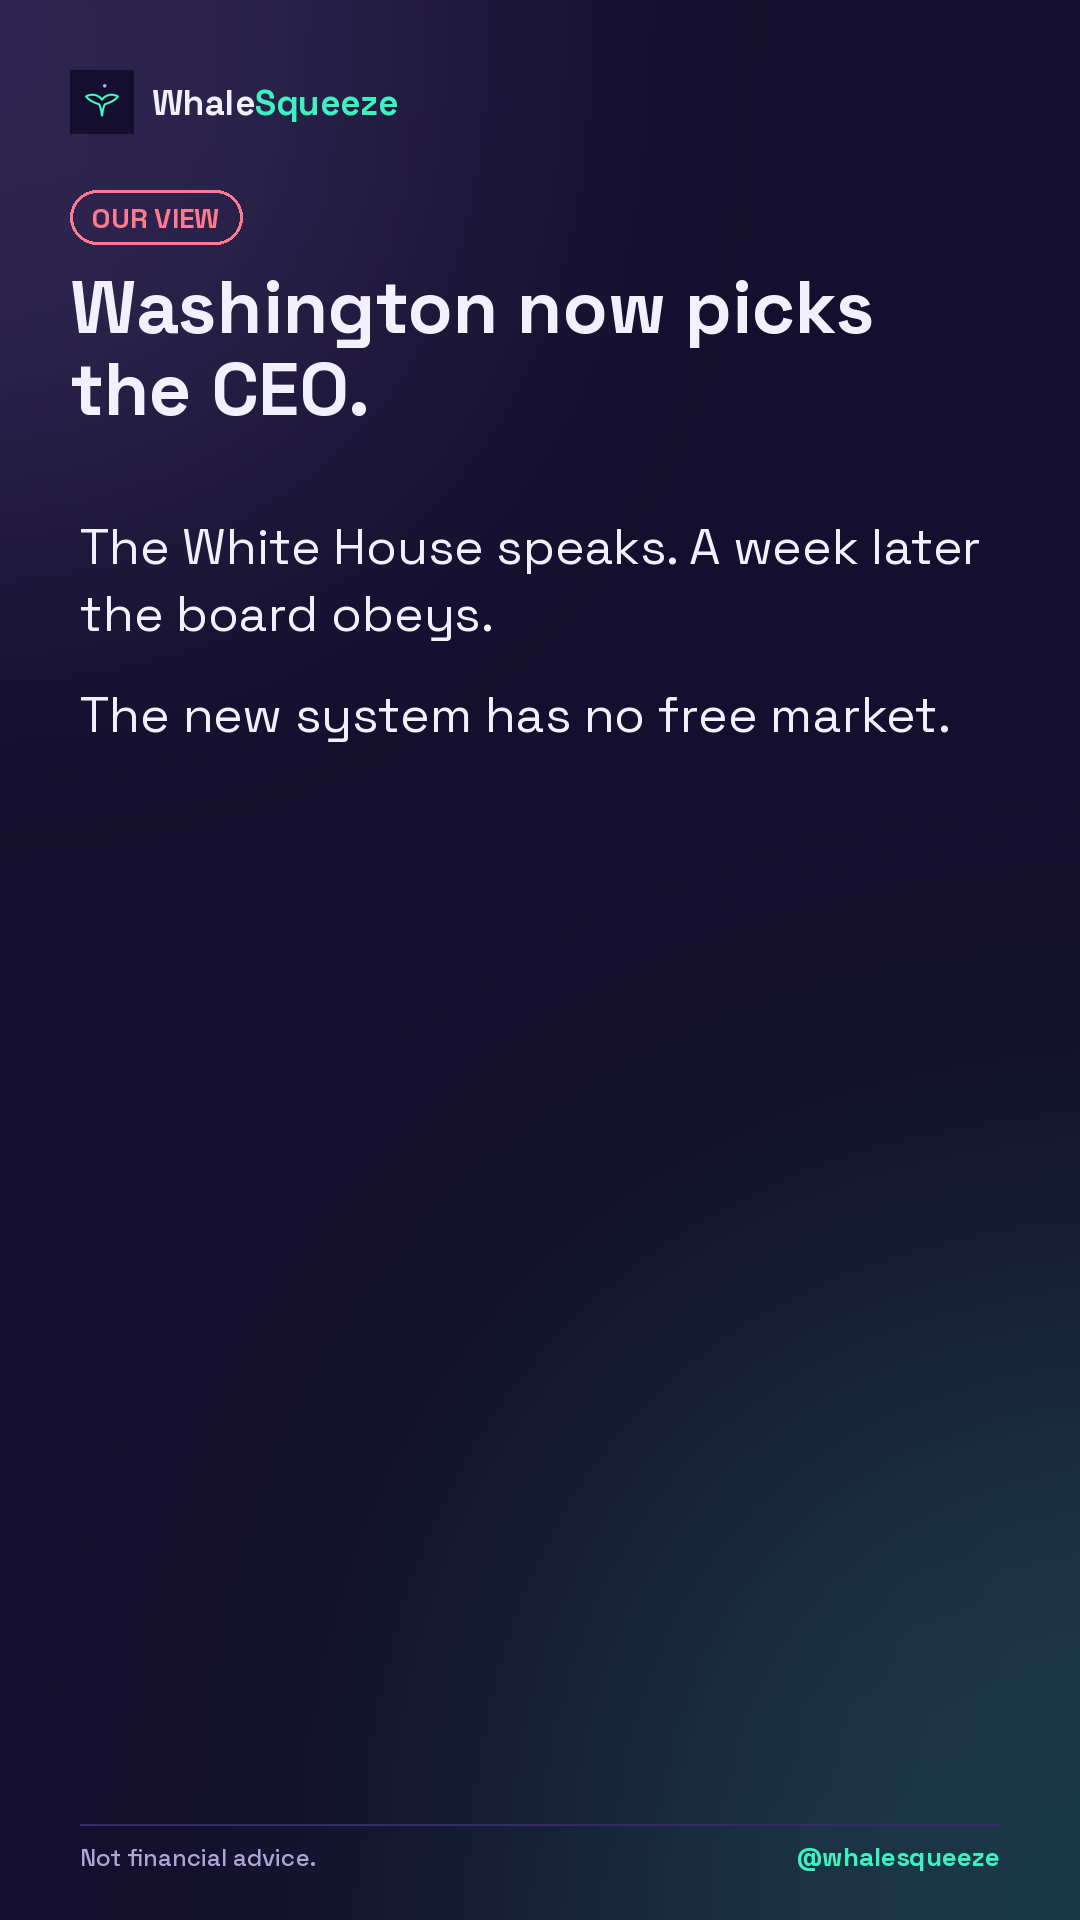 WhaleSqueeze
OUR VIEW
Washington now picks
the CEO.
The White House speaks. A week later
the board obeys.
The new system has no free market.
Not financial advice.
@whalesqueeze